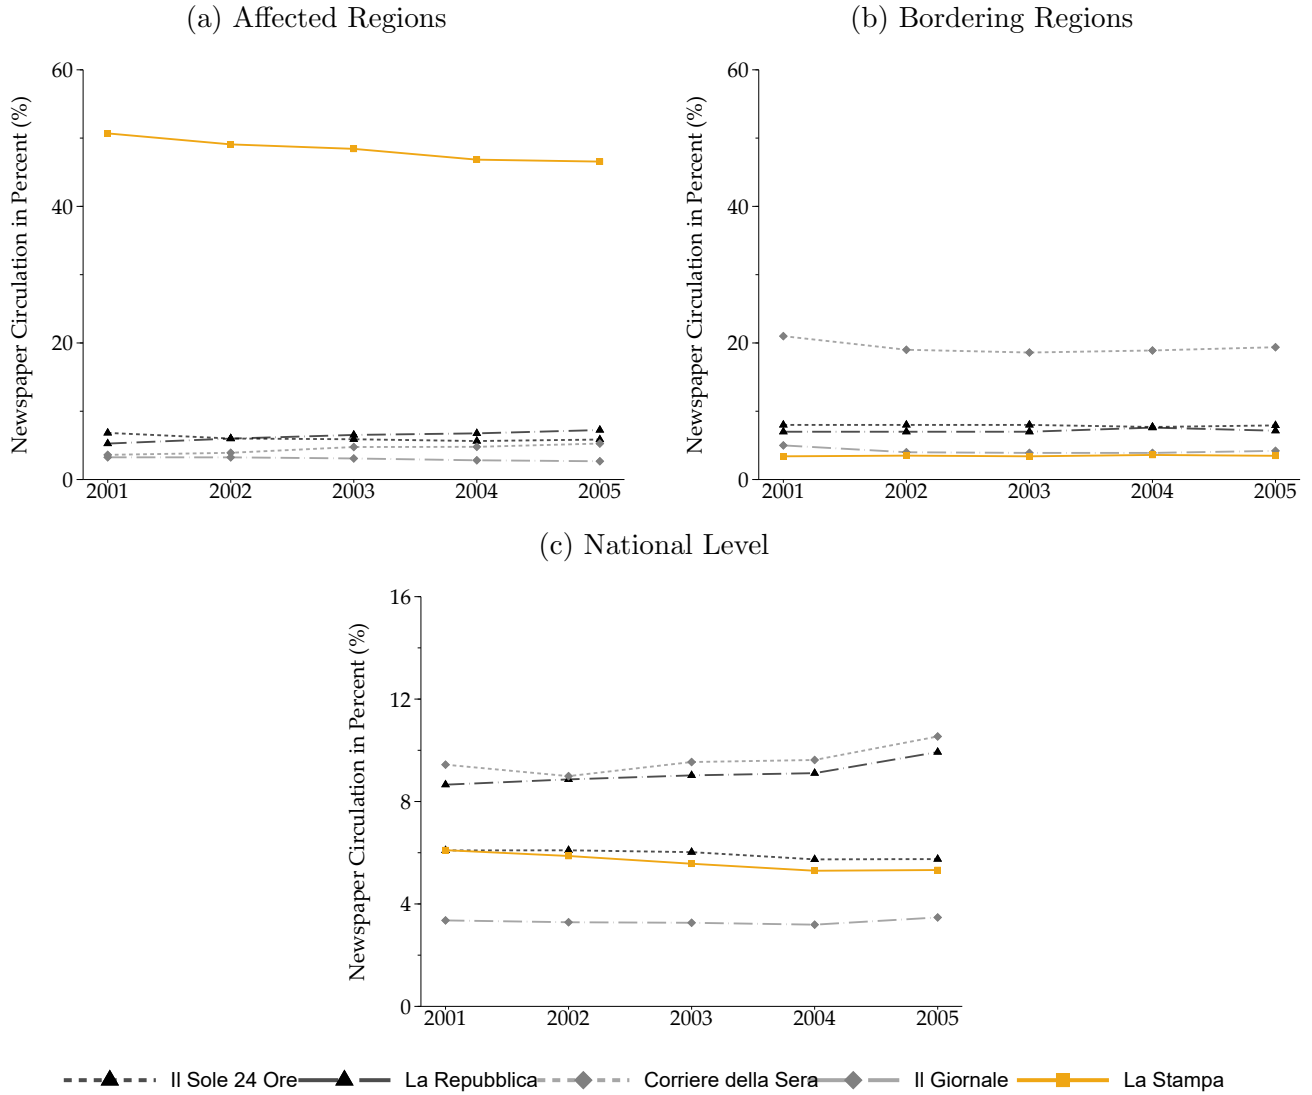 (a) Affected Regions
Newspaper Circulation in Percent (%)
60
40
20
0
2001 2002 2003 2004 2005
(b) Bordering Regions
Newspaper Circulation in Percent (%)
60
40
20
0
2001 2002 2003 2004 2005
(c) National Level
Newspaper Circulation in Percent (%)
16
12
8
4
0
2001 2002 2003 2004 2005
Il Sole 24 Ore La Repubblica Corriere della Sera Il Giornale La Stampa